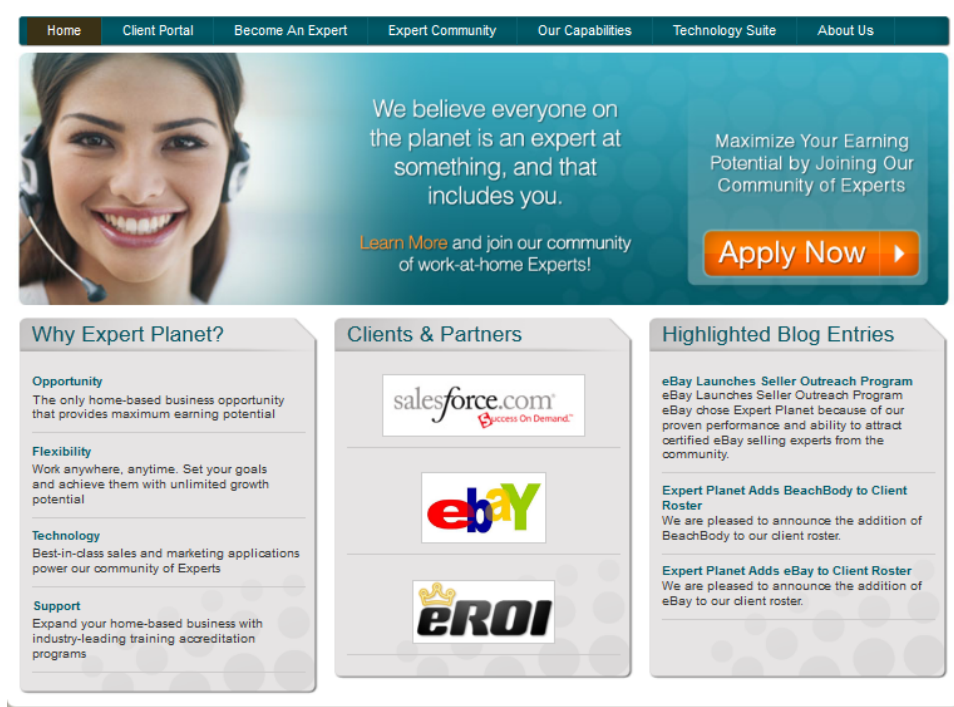 Home Client Portal Become An Expert Expert Community Our Capabilities Technology Suite About Us
We believe everyone on
the planet is an expert at
something, and that
includes you.
Learn More and join our community
of work-at-home Experts!
Maximize Your Earning
Potential by Joining Our
Community of Experts
Apply Now
Why Expert Planet?
Opportunity
The only home-based business opportunity
that provides maximum earning potential
Flexibility
Work anywhere, anytime. Set your goals
and achieve them with unlimited growth
potential
Technology
Best-in-class sales and marketing applications
power our community of Experts
Support
Expand your home-based business with
industry-leading training accreditation
programs
Clients & Partners
salesforce.com
Success On Demand.™
ebaY
eROI
Highlighted Blog Entries
eBay Launches Seller Outreach Program
eBay Launches Seller Outreach Program
eBay chose Expert Planet because of our
proven performance and ability to attract
certified eBay selling experts from the
community.
Expert Planet Adds BeachBody to Client
Roster
We are pleased to announce the addition of
BeachBody to our client roster.
Expert Planet Adds eBay to Client Roster
We are pleased to announce the addition of
eBay to our client roster.